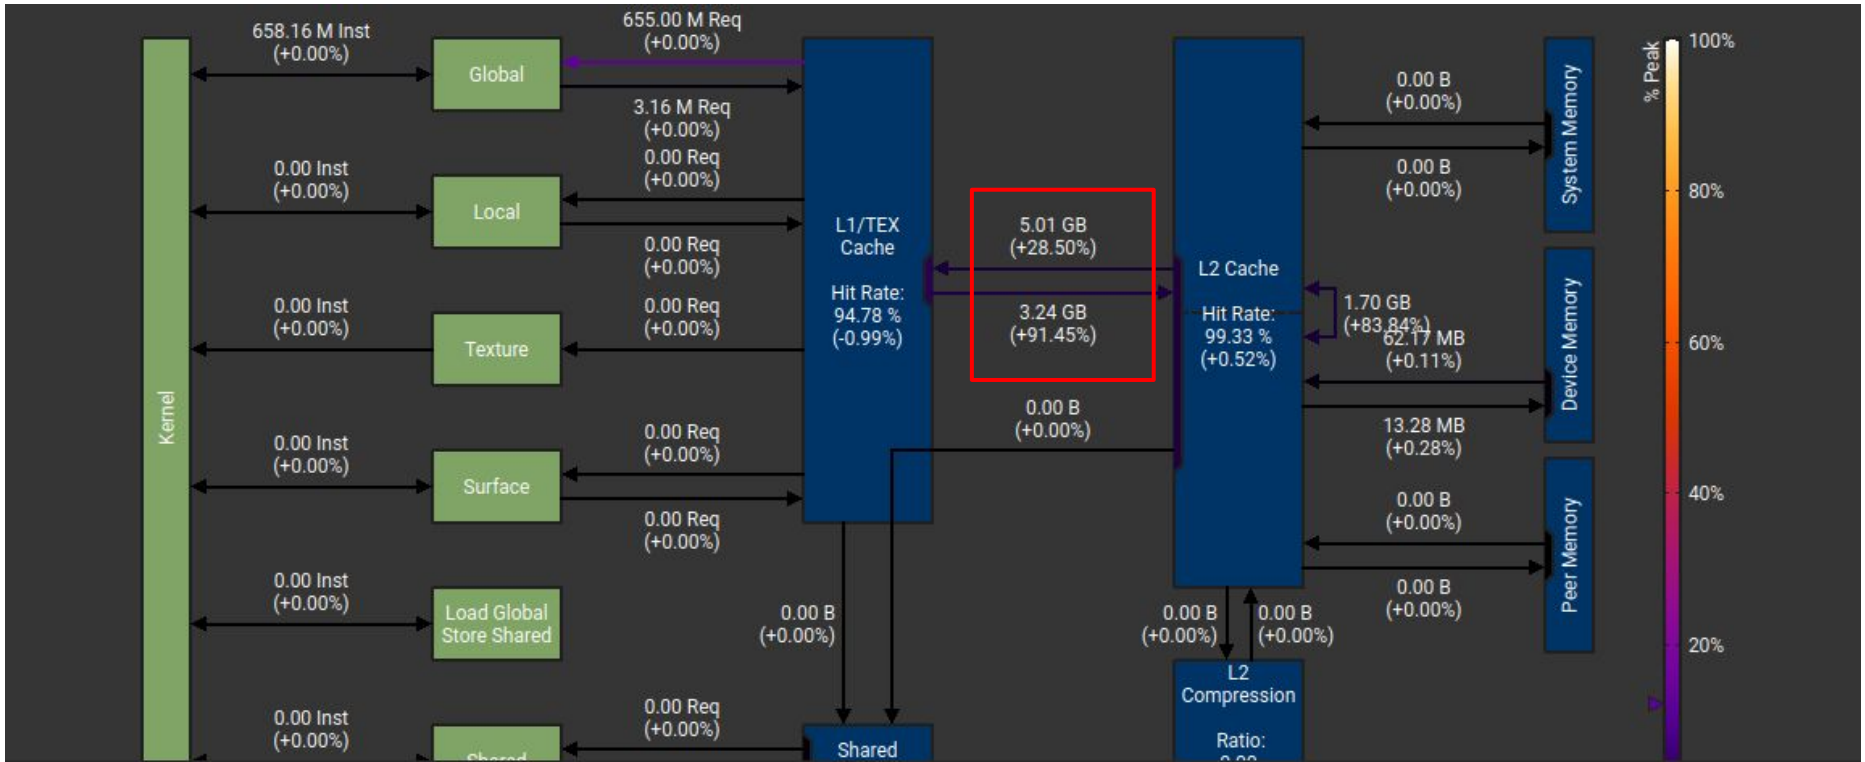 658.16 M Inst
(+0.00%)
Global
655.00 M Req
(+0.00%)
3.16 M Req
(+0.00%)
0.00 Inst
(+0.00%)
Local
0.00 Req
(+0.00%)
0.00 Req
(+0.00%)
0.00 Inst
(+0.00%)
Texture
0.00 Req
(+0.00%)
0.00 Inst
(+0.00%)
Surface
0.00 Req
(+0.00%)
0.00 Req
(+0.00%)
0.00 Inst
(+0.00%)
Load Global
Store Shared
0.00 Inst
(+0.00%)
Shared
0.00 Req
(+0.00%)
Kernel
L1/TEX
Cache
Hit Rate:
94.78 %
(-0.99%)
5.01 GB
(+28.50%)
3.24 GB
(+91.45%)
0.00 B
(+0.00%)
0.00 B
(+0.00%)
Shared
L2 Cache
Hit Rate:
99.33 %
(+0.52%)
1.70 GB
(+83.84%)
0.00 B
(+0.00%)
0.00 B
(+0.00%)
System Memory
62.17 MB
(+0.11%)
13.28 MB
(+0.28%)
Device Memory
0.00 B
(+0.00%)
0.00 B
(+0.00%)
Peer Memory
0.00 B
(+0.00%)
0.00 B
(+0.00%)
L2
Compression
Ratio:
% Peak
100%
80%
60%
40%
20%